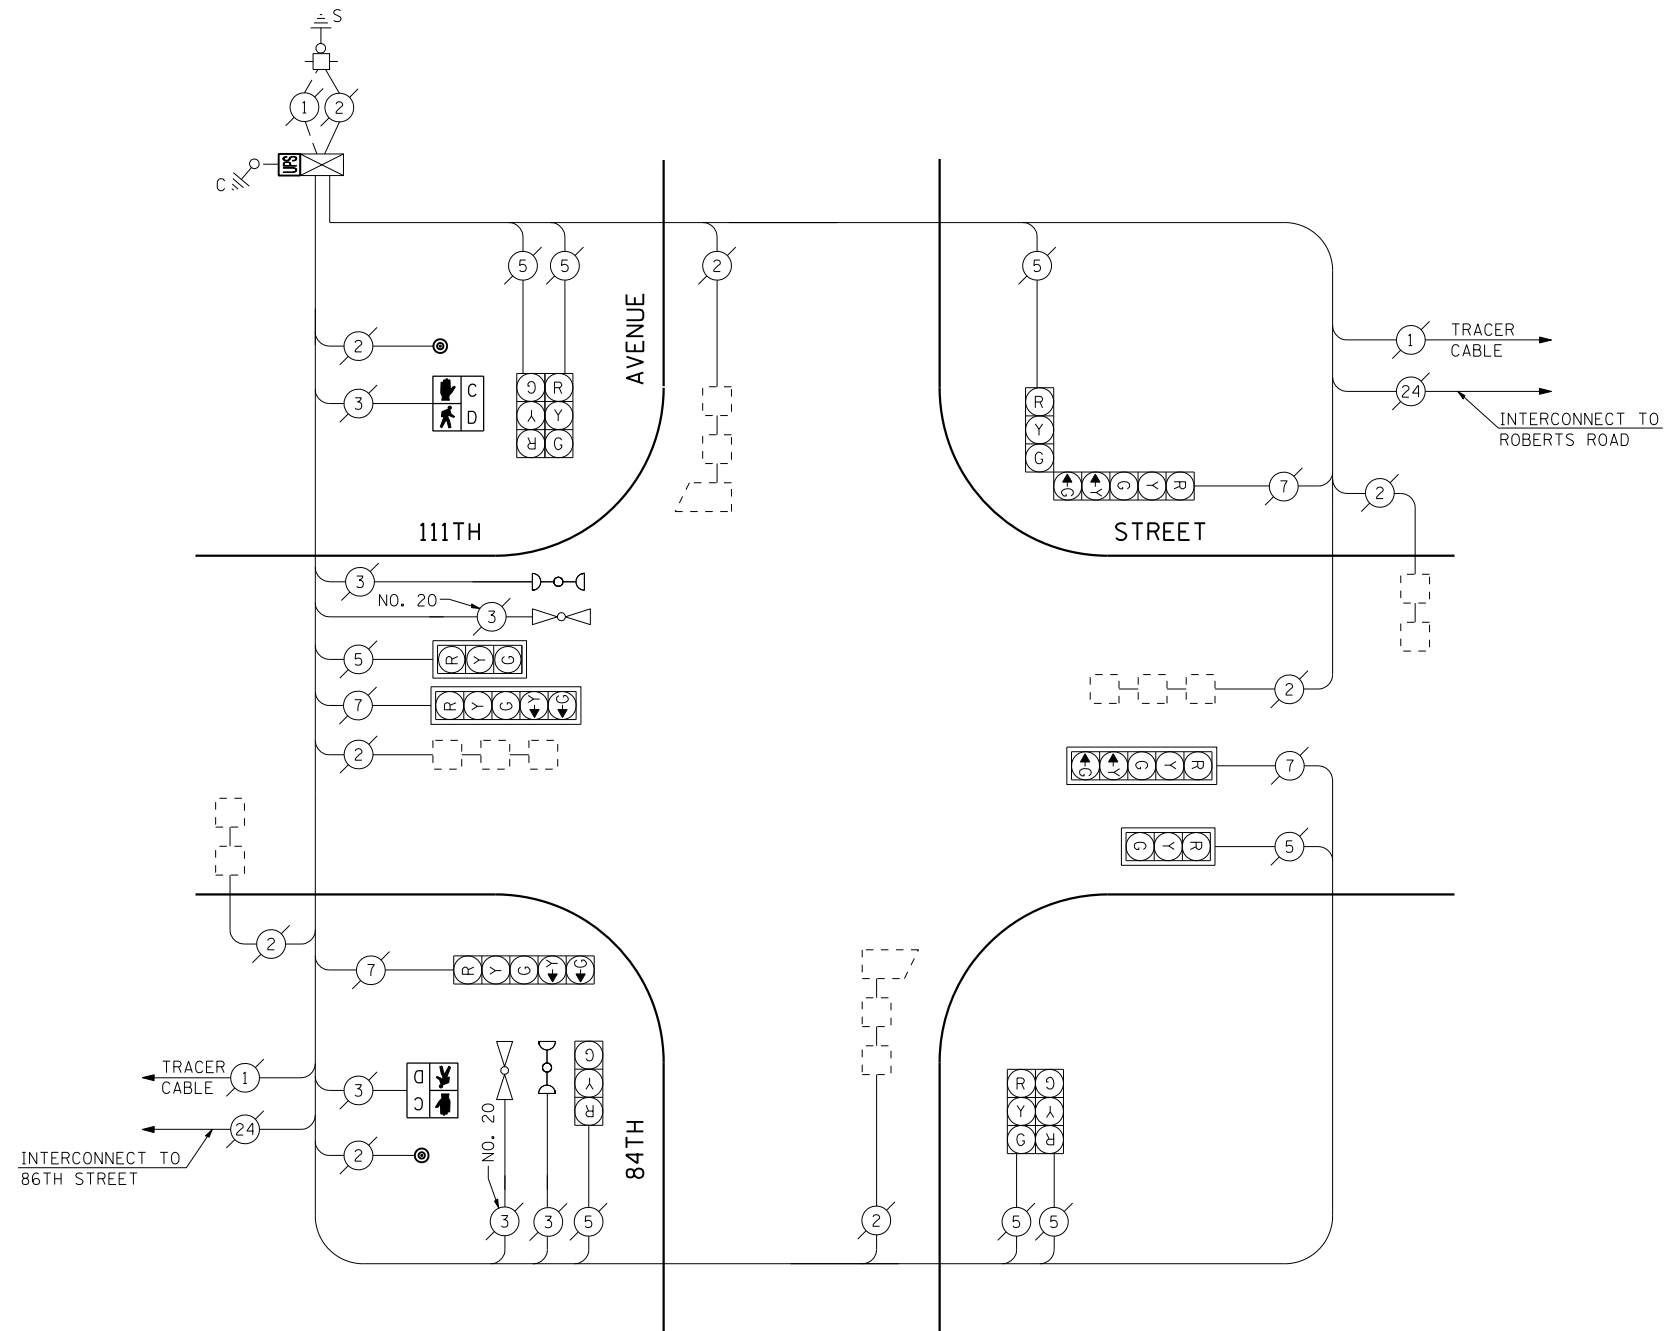 S
1 2
UPS
C
5 5 2 5
AVENUE
2
1 TRACER
CABLE
3 C
D
G R
Y Y
R G
R
Y
G
24
INTERCONNECT TO
ROBERTS ROAD
G Y G Y R 7
2
111TH
STREET
3
NO. 20 3
5 R Y G
2
7 R Y G Y G
2
G Y G Y R 7
G Y R 5
2
7 R Y G Y G
TRACER 1
CABLE
3 D
C
G
Y
R
R G
Y Y
G R
24
INTERCONNECT TO
86TH STREET
2
NO. 20
84TH
3 3 5 2 5 5